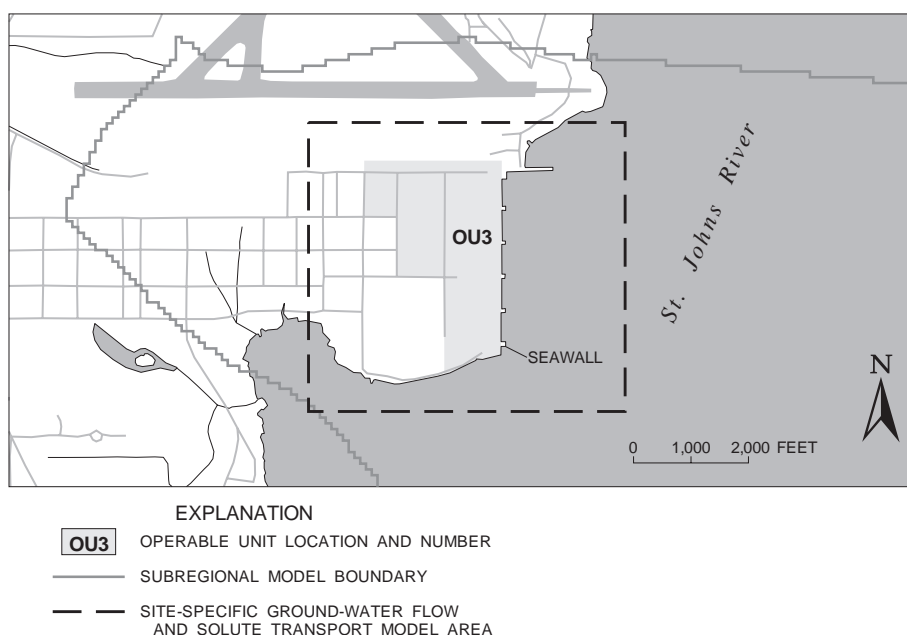 OU3
St. Johns River
SEAWALL
N
0 1,000 2,000 FEET
EXPLANATION
OU3 OPERABLE UNIT LOCATION AND NUMBER
SUBREGIONAL MODEL BOUNDARY
SITE-SPECIFIC GROUND-WATER FLOW
AND SOLUTE TRANSPORT MODEL AREA